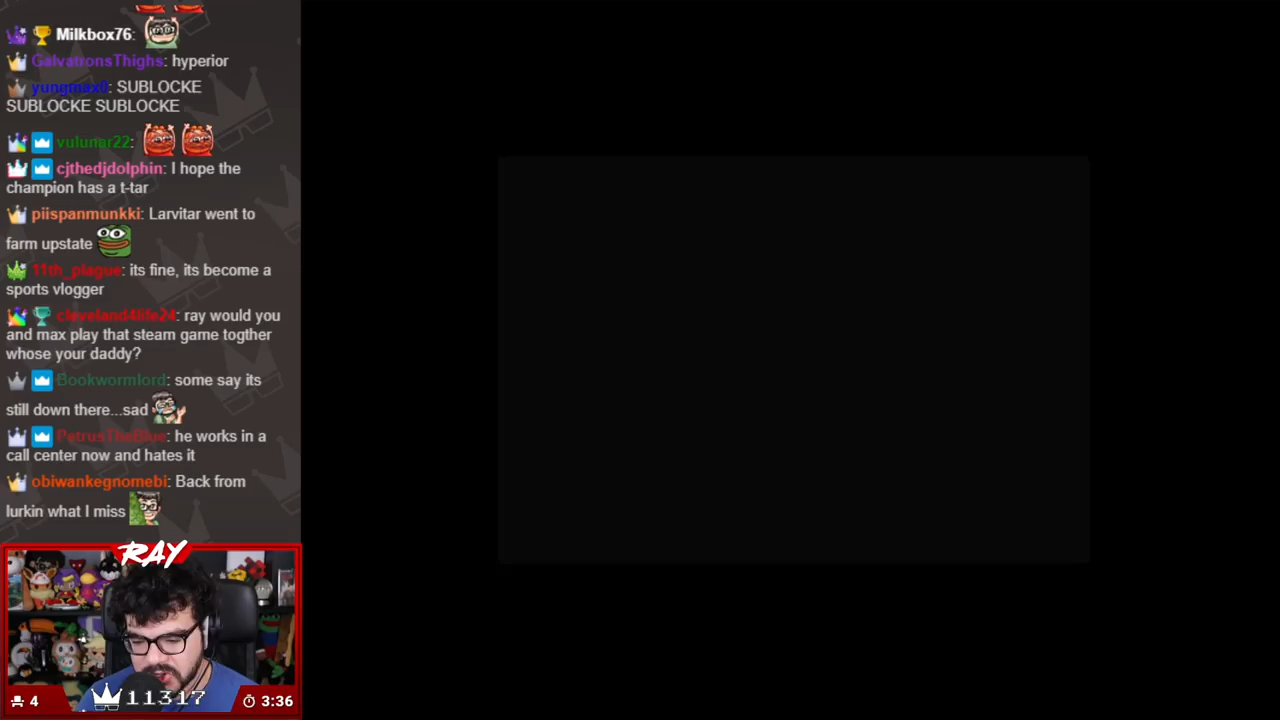 Milkbox76:
GalvatronsThighs: hyperior
yungmax0: SUBLOCKE
SUBLOCKE SUBLOCKE
vulunar22:
cjthedjdolphin: I hope the
champion has a t-tar
piispanmunkki: Larvitar went to
farm upstate
11th_plague: its fine, its become a
sports vlogger
cleveland4life24: ray would you
and max play that steam game togther
whose your daddy?
Bookwormlord: some say its
still down there...sad
PetrusTheBlue: he works in a
call center now and hates it
obiwankegnomebi: Back from
lurkin what I miss
RAY
4 11317 3:36